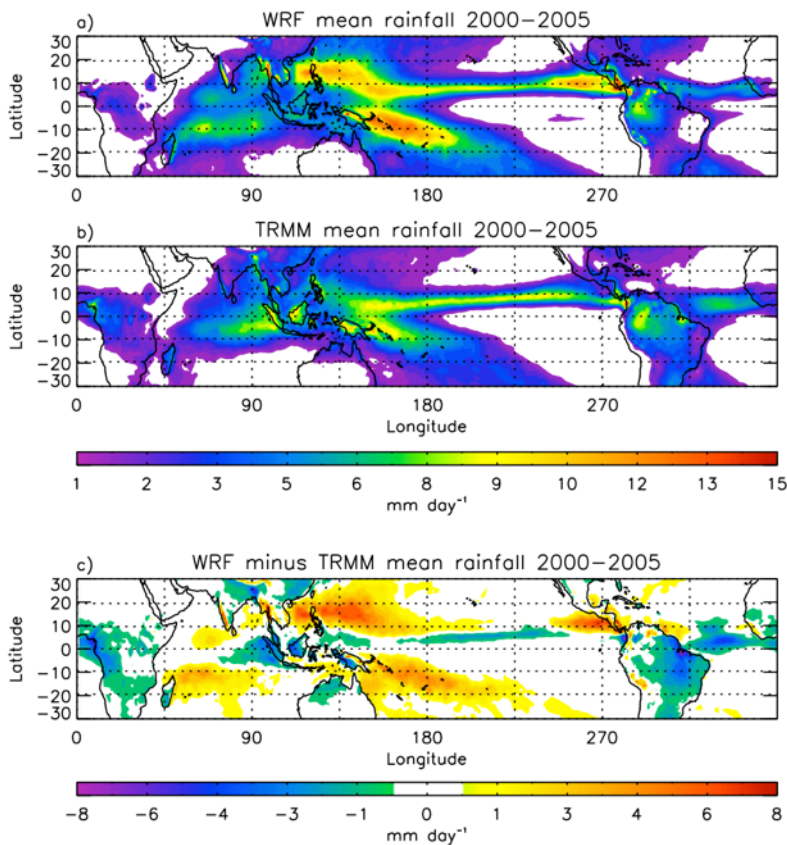 WRF mean rainfall 2000–2005
a)
30
20
10
0
−10
−20
−30
Latitude
0 90 180 270
TRMM mean rainfall 2000–2005
b)
30
20
10
0
−10
−20
−30
Latitude
0 90 180 270
Longitude
1 2 3 5 6 8 9 10 12 13 15
mm day⁻¹
WRF minus TRMM mean rainfall 2000–2005
c)
30
20
10
0
−10
−20
−30
Latitude
0 90 180 270
Longitude
−8 −6 −4 −3 −1 0 1 3 4 6 8
mm day⁻¹